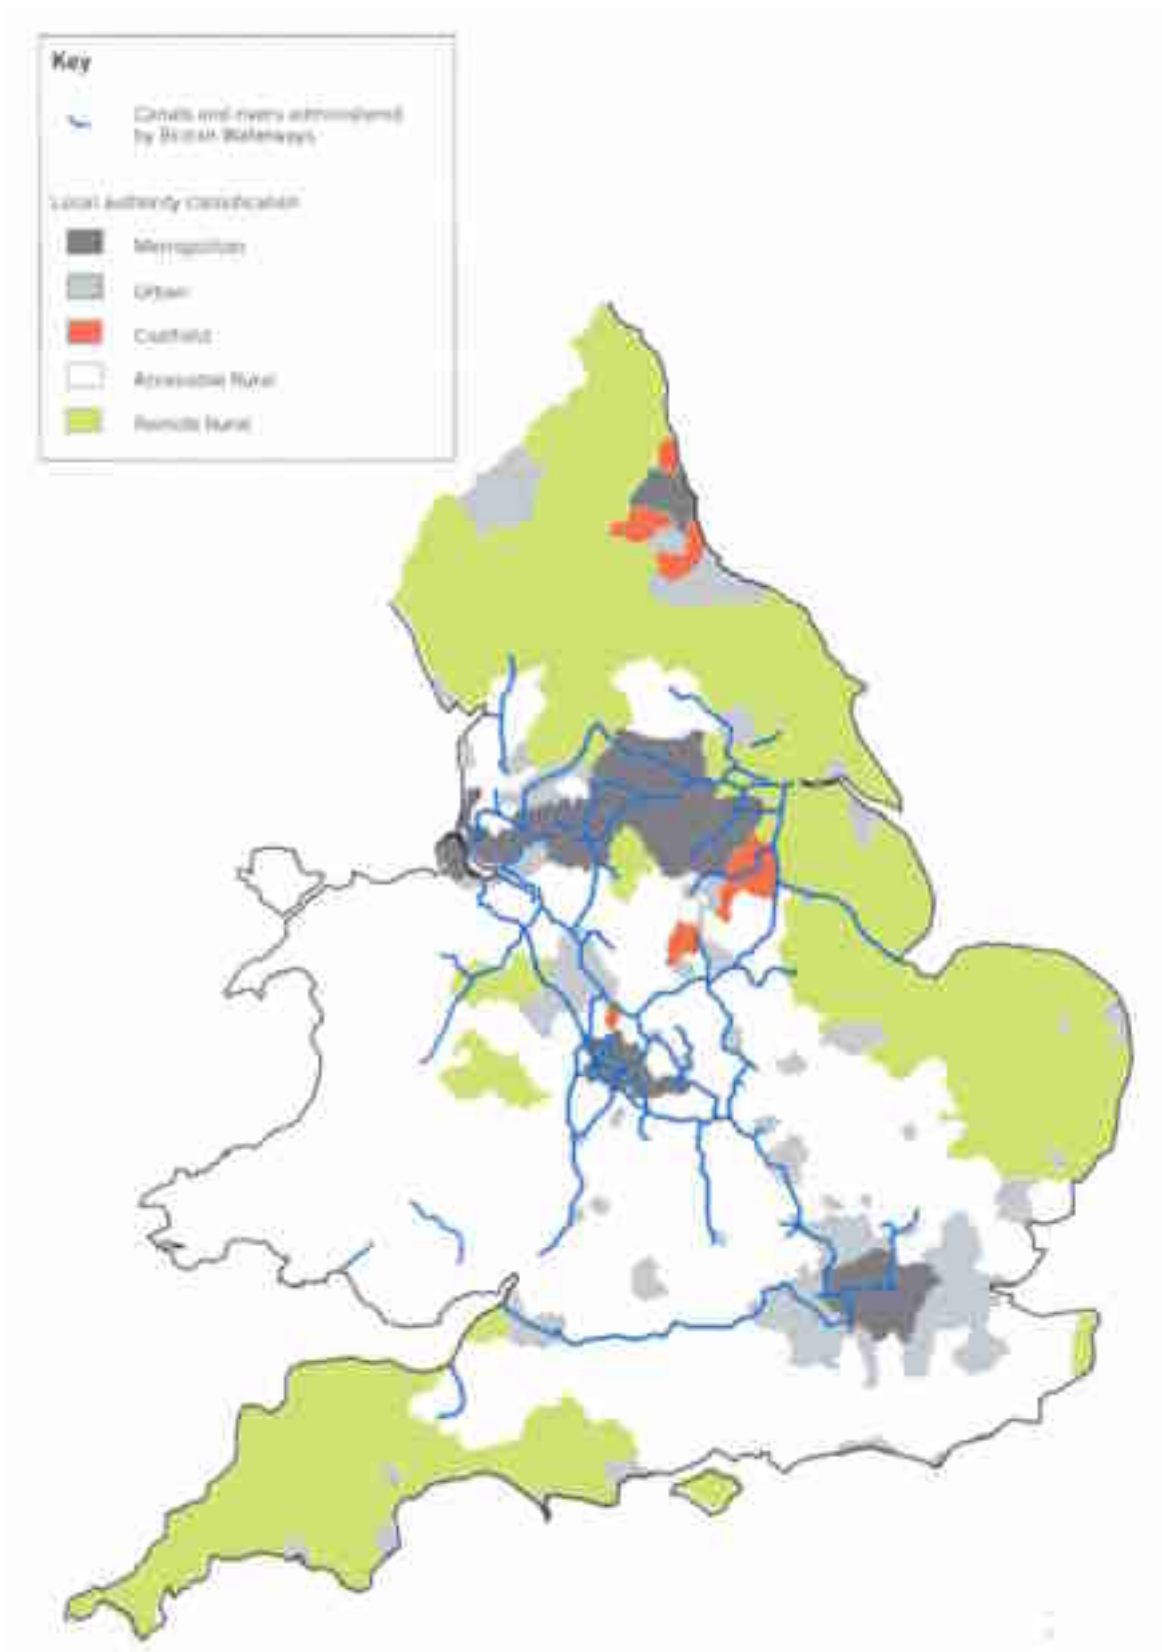 Key
Canals and rivers administered
by British Waterways
Local authority classification
Metropolitan
Urban
Coalfield
Accessible Rural
Remote Rural